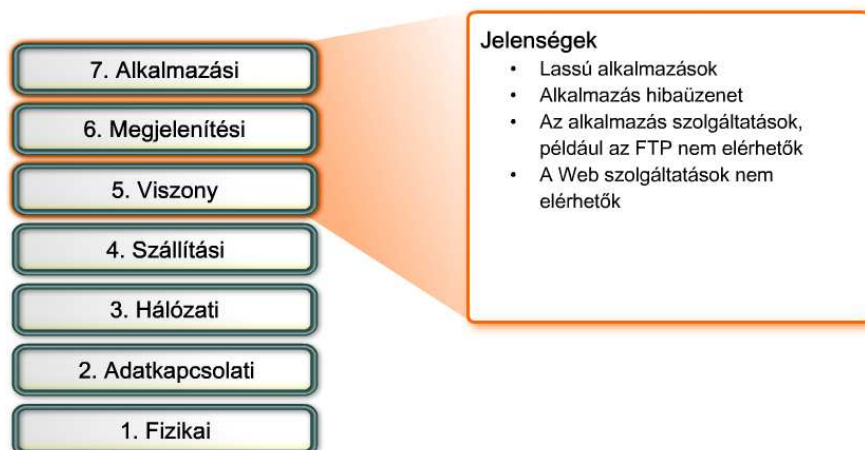 7. Alkalmazási
6. Megjelenítési
5. Viszony
4. Szállítási
3. Hálózati
2. Adatkapcsolati
1. Fizikai
Jelenségek
• Lassú alkalmazások
• Alkalmazás hibaüzenet
• Az alkalmazás szolgáltatások,
például az FTP nem elérhetők
• A Web szolgáltatások nem
elérhetők